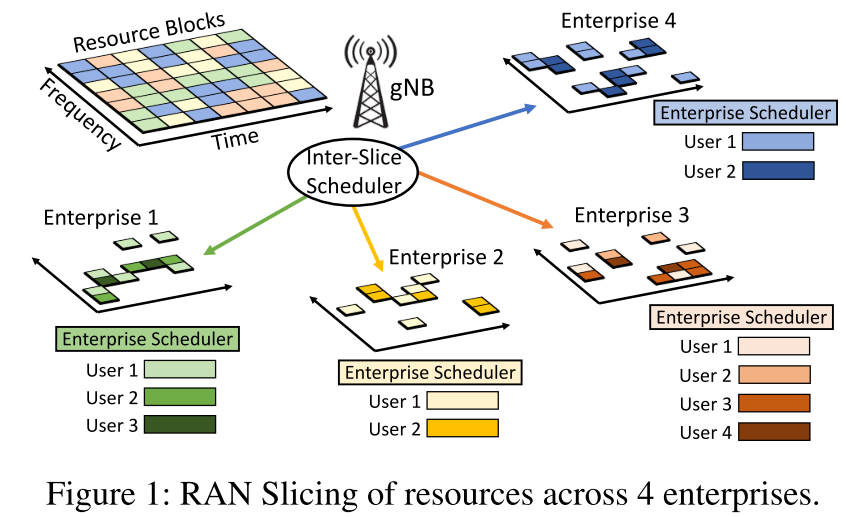 Resource Blocks
Frequency
Time
gNB
Inter-Slice
Scheduler
Enterprise 4
Enterprise Scheduler
User 1
User 2
Enterprise 1
Enterprise Scheduler
User 1
User 2
User 3
Enterprise 2
Enterprise Scheduler
User 1
User 2
Enterprise 3
Enterprise Scheduler
User 1
User 2
User 3
User 4
Figure 1: RAN Slicing of resources across 4 enterprises.